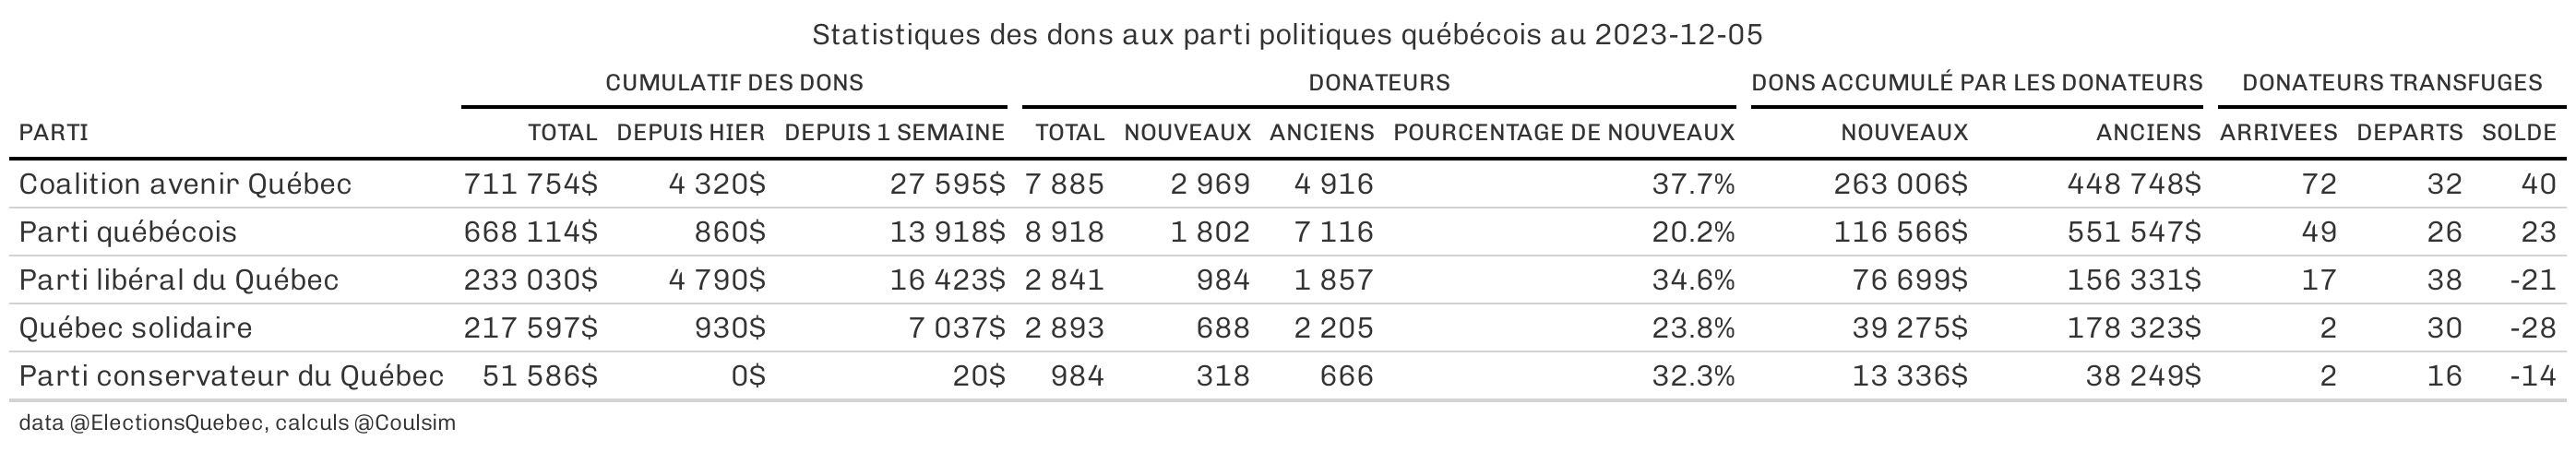 Statistiques des dons aux parti politiques québécois au 2023-12-05
CUMULATIF DES DONS DONATEURS DONS ACCUMULÉ PAR LES DONATEURS DONATEURS TRANSFUGES
PARTI TOTAL DEPUIS HIER DEPUIS 1 SEMAINE TOTAL NOUVEAUX ANCIENS POURCENTAGE DE NOUVEAUX NOUVEAUX ANCIENS ARRIVEES DEPARTS SOLDE
Coalition avenir Québec 711 754$ 4 320$ 27 595$ 7 885 2 969 4 916 37.7% 263 006$ 448 748$ 72 32 40
Parti québécois 668 114$ 860$ 13 918$ 8 918 1 802 7 116 20.2% 116 566$ 551 547$ 49 26 23
Parti libéral du Québec 233 030$ 4 790$ 16 423$ 2 841 984 1 857 34.6% 76 699$ 156 331$ 17 38 -21
Québec solidaire 217 597$ 930$ 7 037$ 2 893 688 2 205 23.8% 39 275$ 178 323$ 2 30 -28
Parti conservateur du Québec 51 586$ 0$ 20$ 984 318 666 32.3% 13 336$ 38 249$ 2 16 -14
data @ElectionsQuebec, calculs @Coulsim